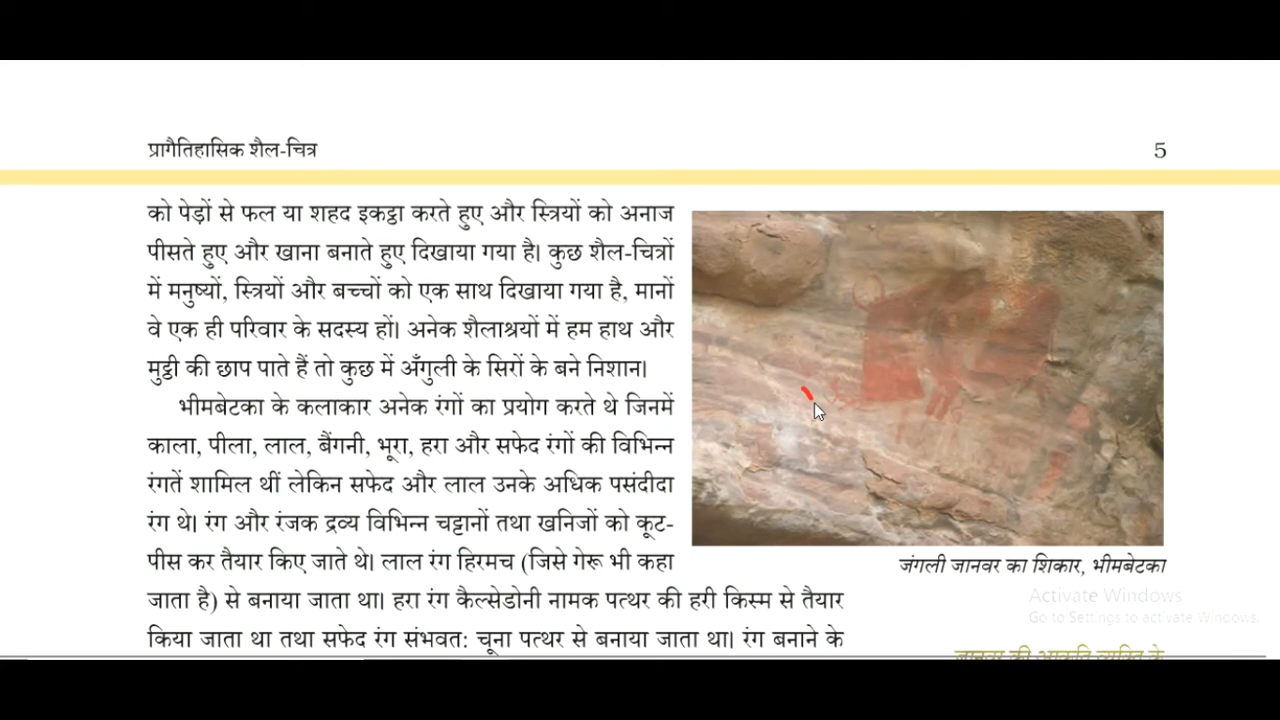 प्रागैतिहासिक शैल-चित्र
5
को पेड़ों से फल या शहद इकट्ठा करते हुए और स्त्रियों को अनाज
पीसते हुए और खाना बनाते हुए दिखाया गया है। कुछ शैल-चित्रों
में मनुष्यों, स्त्रियों और बच्चों को एक साथ दिखाया गया है, मानों
वे एक ही परिवार के सदस्य हों। अनेक शैलाश्रयों में हम हाथ और
मुट्ठी की छाप पाते हैं तो कुछ में अँगुली के सिरों के बने निशान।
भीमबेटका के कलाकार अनेक रंगों का प्रयोग करते थे जिनमें
काला, पीला, लाल, बैंगनी, भूरा, हरा और सफेद रंगों की विभिन्न
रंगतें शामिल थीं लेकिन सफेद और लाल उनके अधिक पसंदीदा
रंग थे। रंग और रंजक द्रव्य विभिन्न चट्टानों तथा खनिजों को कूट-
पीस कर तैयार किए जाते थे। लाल रंग हिरमच (जिसे गेरू भी कहा
जाता है) से बनाया जाता था। हरा रंग कैल्सेडोनी नामक पत्थर की हरी किस्म से तैयार
किया जाता था तथा सफेद रंग संभवत: चूना पत्थर से बनाया जाता था। रंग बनाने के
जंगली जानवर का शिकार, भीमबेटका
Activate Windows
Go to Settings to activate Windows.
जानवर की आकृति व्यक्ति के